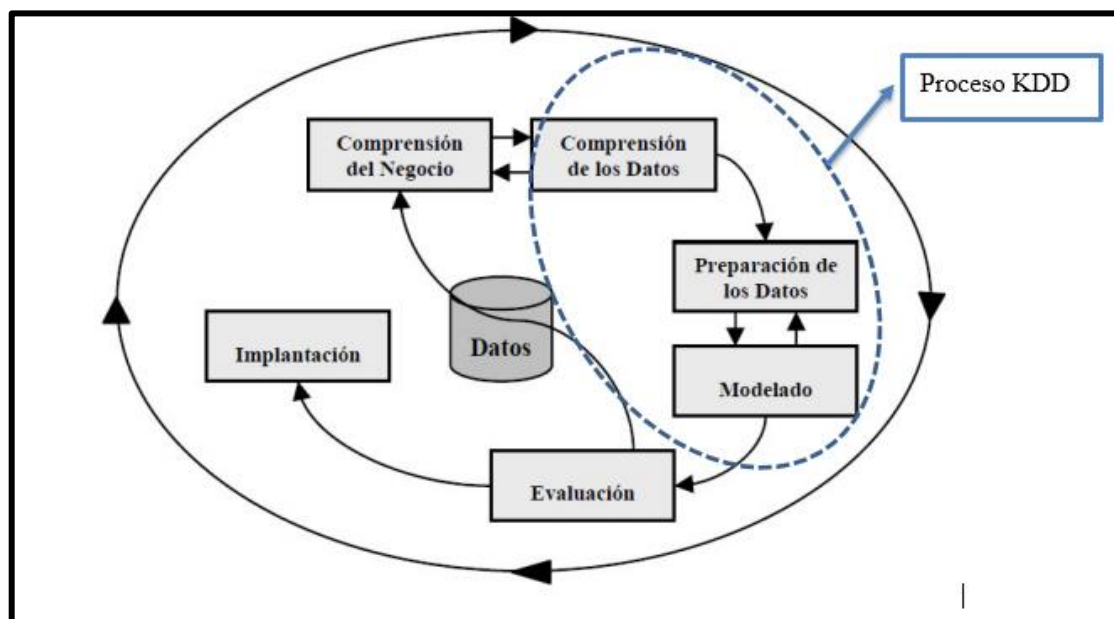 Proceso KDD
Comprensión
del Negocio
Comprensión
de los Datos
Preparación de
los Datos
Datos
Implantación
Modelado
Evaluación